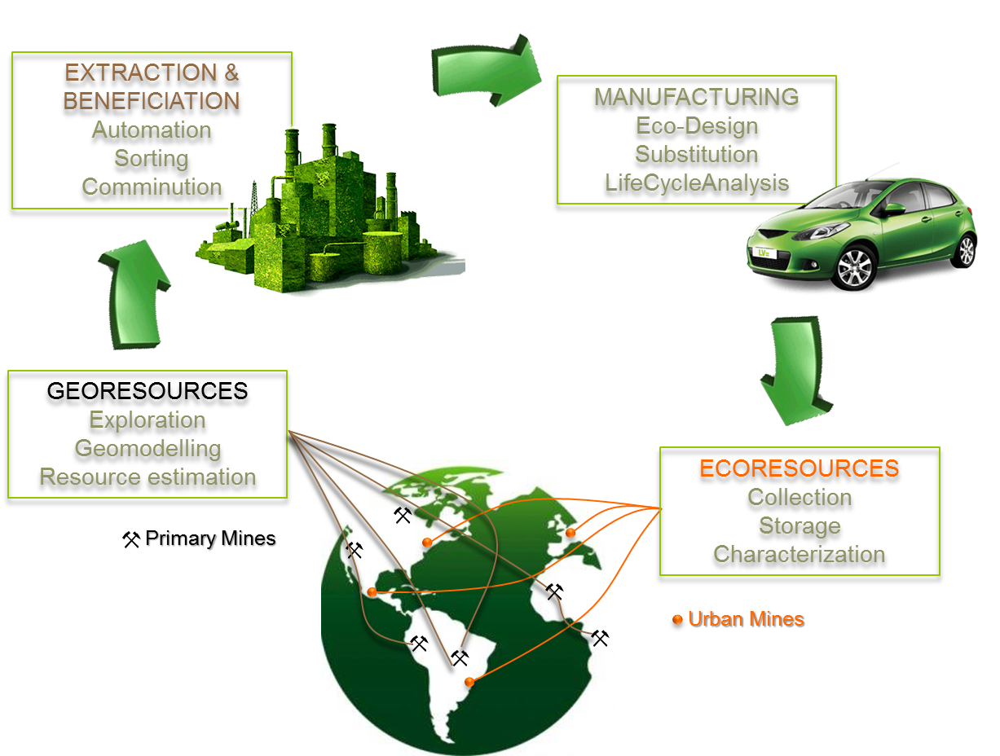 EXTRACTION &
BENEFICIATION
Automation
Sorting
Comminution
MANUFACTURING
Eco-Design
Substitution
LifeCycleAnalysis
LV=
GEORESOURCES
Exploration
Geomodelling
Resource estimation
Primary Mines
ECORESOURCES
Collection
Storage
Characterization
Urban Mines